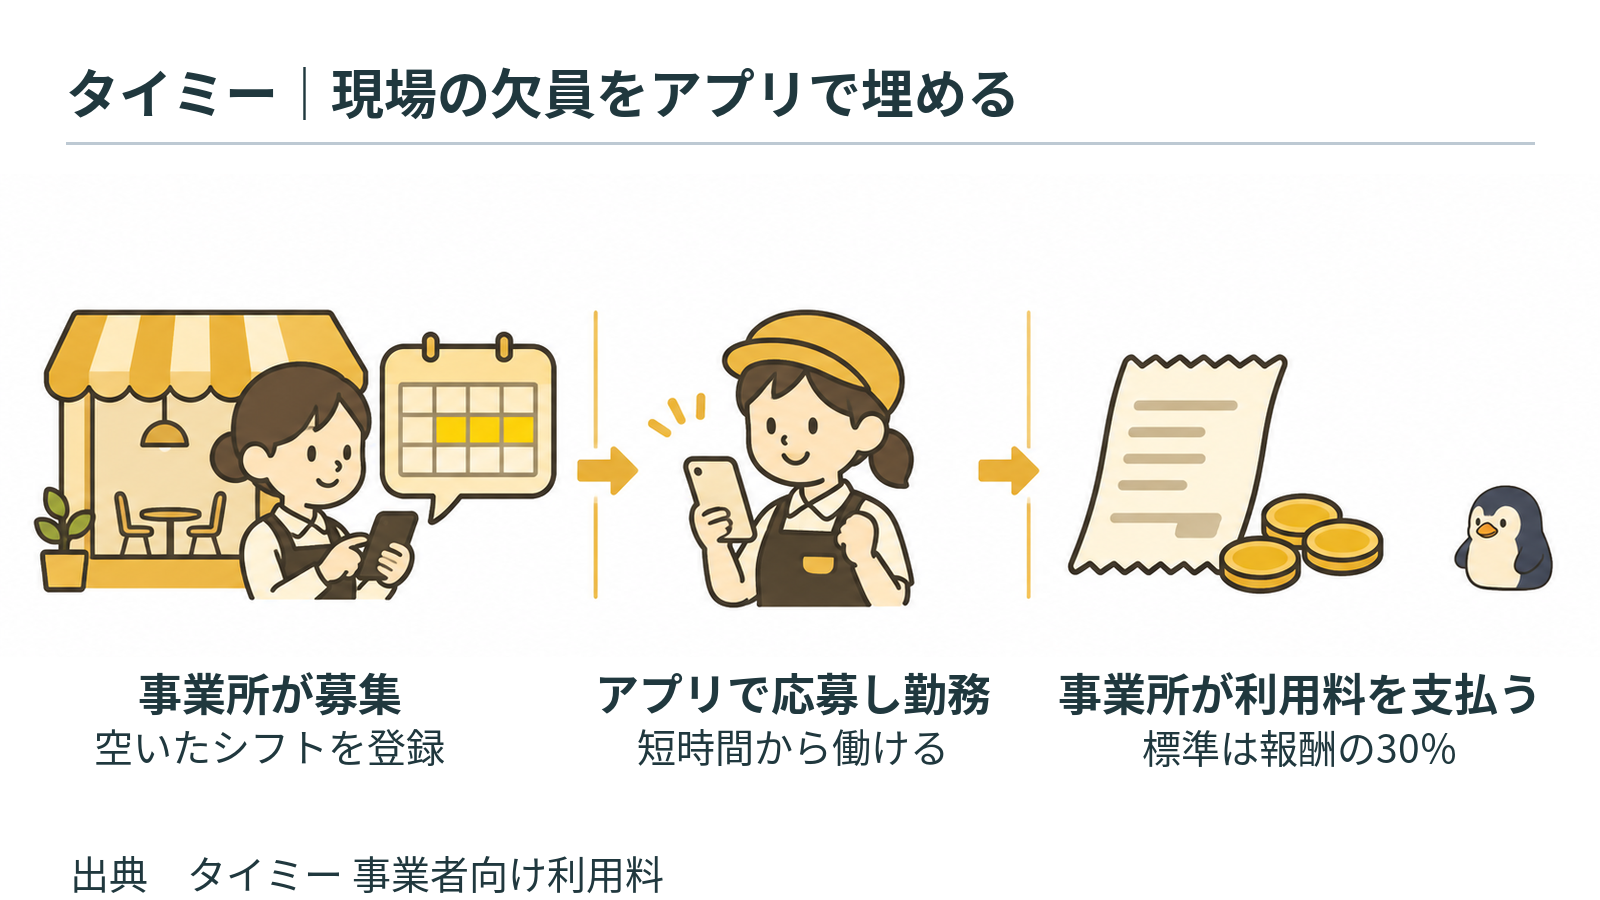 タイミー｜現場の欠員をアプリで埋める
事業所が募集
空いたシフトを登録
アプリで応募し勤務
短時間から働ける
事業所が利用料を支払う
標準は報酬の30%
出典　タイミー 事業者向け利用料